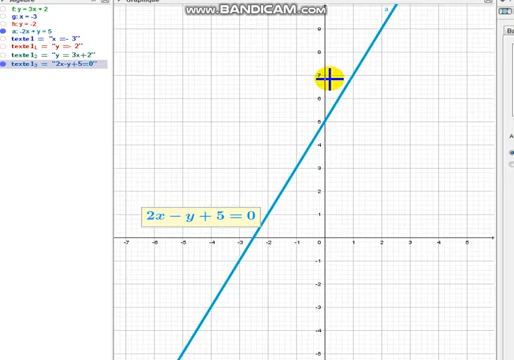 Graphique
WWW.BANDICAM.COM
f: y = 3x + 2
g: x = -3
h: y = -2
a: -2x + y = 5
texte1 = "x = - 3"
texte1₁ = "y = - 2"
texte1₂ = "y = 3x+2"
texte1₃ = "2x-y+5=0"
a
9
8
7
6
5
4
3
2
1
2x − y + 5 = 0
-7 -6 -5 -4 -3 -2 -1 0 1 2 3 4 5
-1
-2
-3
-4
-5